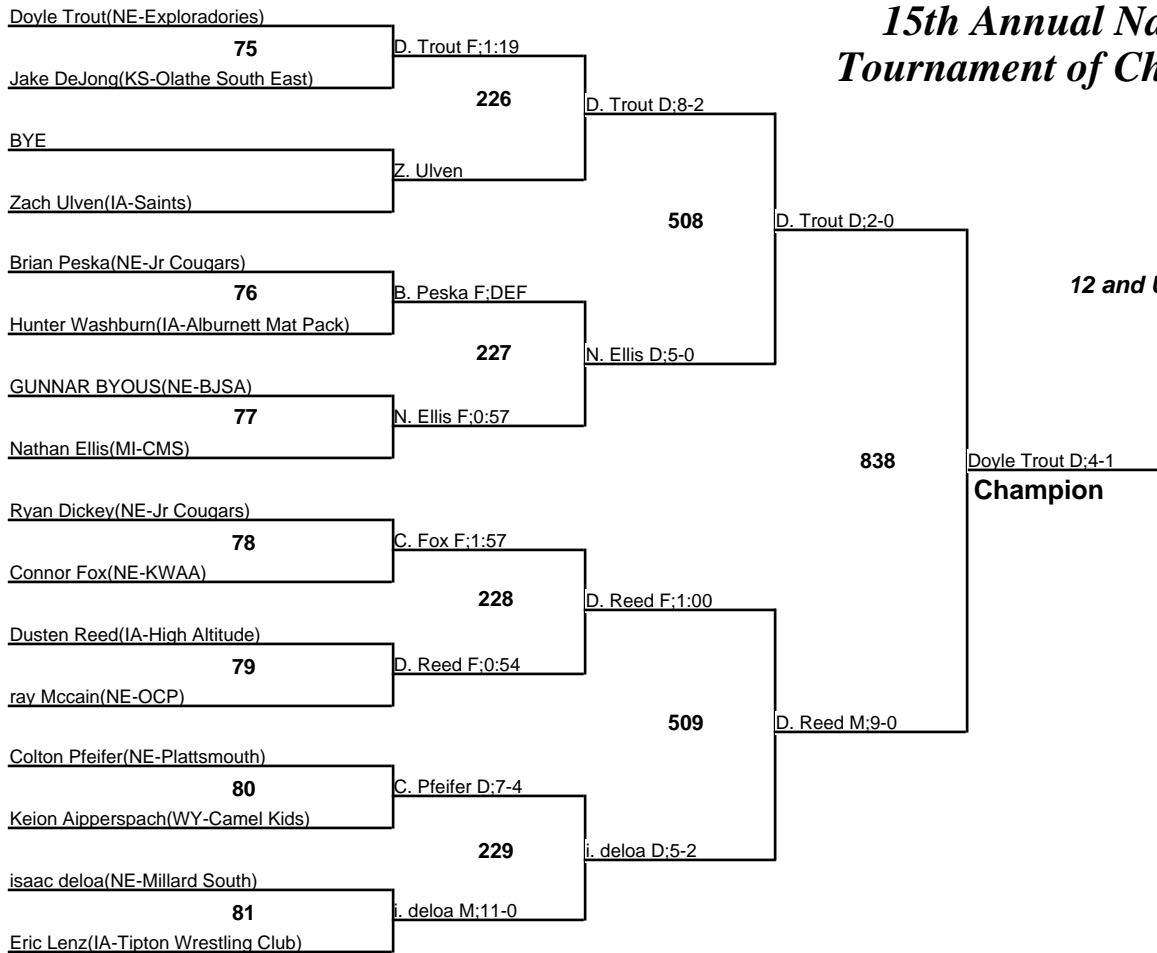 15th Annual Na
Tournament of Ch
12 and U
Doyle Trout(NE-Exploradories)
75
Jake DeJong(KS-Olathe South East)
BYE
Zach Ulven(IA-Saints)
Brian Peska(NE-Jr Cougars)
76
Hunter Washburn(IA-Alburnett Mat Pack)
GUNNAR BYOUS(NE-BJSA)
77
Nathan Ellis(MI-CMS)
Ryan Dickey(NE-Jr Cougars)
78
Connor Fox(NE-KWAA)
Dusten Reed(IA-High Altitude)
79
ray Mccain(NE-OCP)
Colton Pfeifer(NE-Plattsmouth)
80
Keion Aipperspach(WY-Camel Kids)
isaac deloa(NE-Millard South)
81
Eric Lenz(IA-Tipton Wrestling Club)
D. Trout F;1:19
226
Z. Ulven
B. Peska F;DEF
227
N. Ellis F;0:57
C. Fox F;1:57
228
D. Reed F;0:54
C. Pfeifer D;7-4
229
i. deloa M;11-0
D. Trout D;8-2
508
N. Ellis D;5-0
D. Reed F;1:00
509
i. deloa D;5-2
D. Trout D;2-0
838
D. Reed M;9-0
Doyle Trout D;4-1
Champion